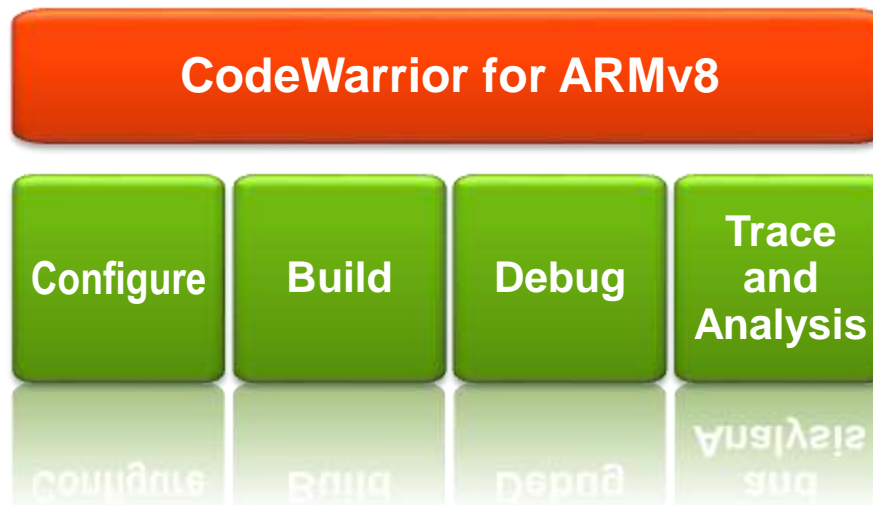 CodeWarrior for ARMv8
Configure
Build
Debug
Trace
and
Analysis